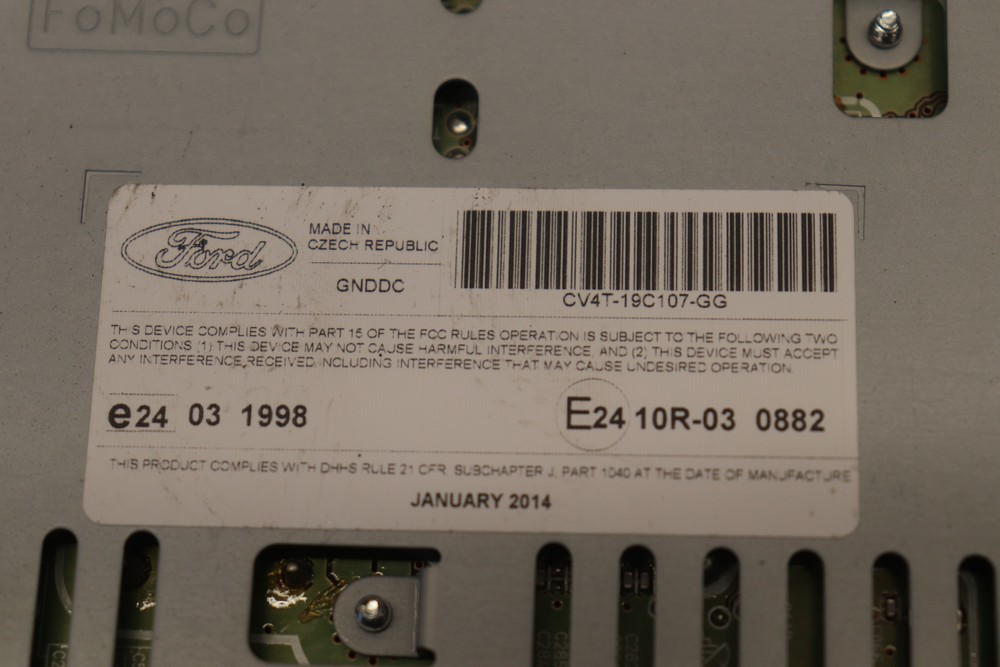 FoMoCo
Ford
MADE IN
CZECH REPUBLIC
GNDDC
CV4T-19C107-GG
THIS DEVICE COMPLIES WITH PART 15 OF THE FCC RULES OPERATION IS SUBJECT TO THE FOLLOWING TWO
CONDITIONS (1) THIS DEVICE MAY NOT CAUSE HARMFUL INTERFERENCE, AND (2) THIS DEVICE MUST ACCEPT
ANY INTERFERENCE RECEIVED INCLUDING INTERFERENCE THAT MAY CAUSE UNDESIRED OPERATION.
e24 03 1998
E24 10R-03 0882
THIS PRODUCT COMPLIES WITH DHHS RULE 21 CFR, SUBCHAPTER J, PART 1040 AT THE DATE OF MANUFACTURE
JANUARY 2014